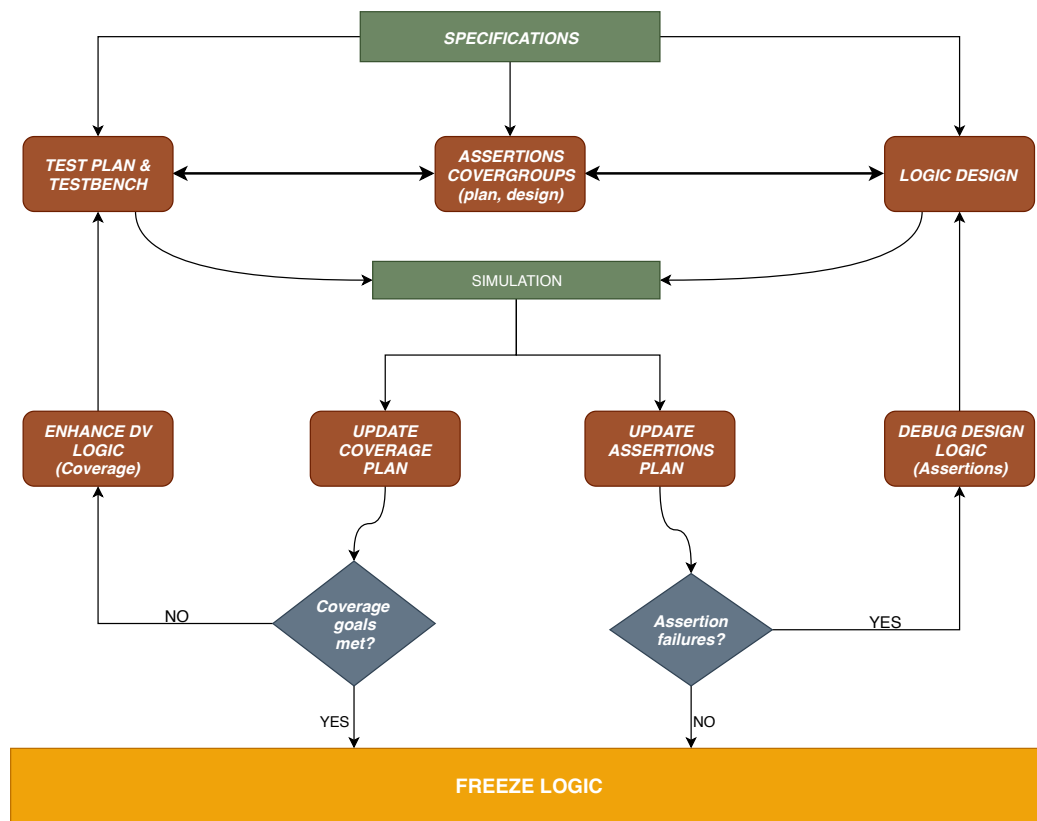 SPECIFICATIONS
TEST PLAN &
TESTBENCH
ASSERTIONS
COVERGROUPS
(plan, design)
LOGIC DESIGN
SIMULATION
ENHANCE DV
LOGIC
(Coverage)
UPDATE
COVERAGE
PLAN
UPDATE
ASSERTIONS
PLAN
DEBUG DESIGN
LOGIC
(Assertions)
NO
Coverage
goals
met?
Assertion
failures?
YES
YES
NO
FREEZE LOGIC